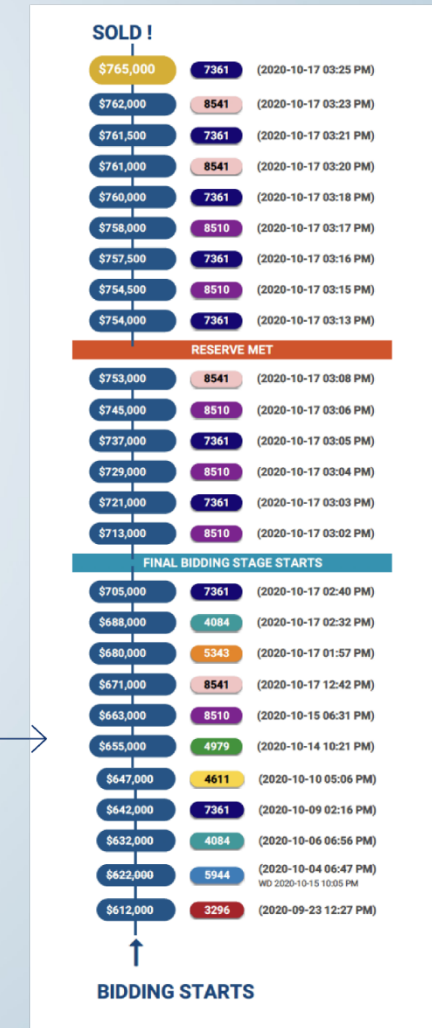 SOLD !
$765,000 7361 (2020-10-17 03:25 PM)
$762,000 8541 (2020-10-17 03:23 PM)
$761,500 7361 (2020-10-17 03:21 PM)
$761,000 8541 (2020-10-17 03:20 PM)
$760,000 7361 (2020-10-17 03:18 PM)
$758,000 8510 (2020-10-17 03:17 PM)
$757,500 7361 (2020-10-17 03:16 PM)
$754,500 8510 (2020-10-17 03:15 PM)
$754,000 7361 (2020-10-17 03:13 PM)
RESERVE MET
$753,000 8541 (2020-10-17 03:08 PM)
$745,000 8510 (2020-10-17 03:06 PM)
$737,000 7361 (2020-10-17 03:05 PM)
$729,000 8510 (2020-10-17 03:04 PM)
$721,000 7361 (2020-10-17 03:03 PM)
$713,000 8510 (2020-10-17 03:02 PM)
FINAL BIDDING STAGE STARTS
$705,000 7361 (2020-10-17 02:40 PM)
$688,000 4084 (2020-10-17 02:32 PM)
$680,000 5343 (2020-10-17 01:57 PM)
$671,000 8541 (2020-10-17 12:42 PM)
$663,000 8510 (2020-10-15 06:31 PM)
$655,000 4979 (2020-10-14 10:21 PM)
$647,000 4611 (2020-10-10 05:06 PM)
$642,000 7361 (2020-10-09 02:16 PM)
$632,000 4084 (2020-10-06 06:56 PM)
$622,000 5944 (2020-10-04 06:47 PM)
WD 2020-10-15 10:05 PM
$612,000 3296 (2020-09-23 12:27 PM)
BIDDING STARTS